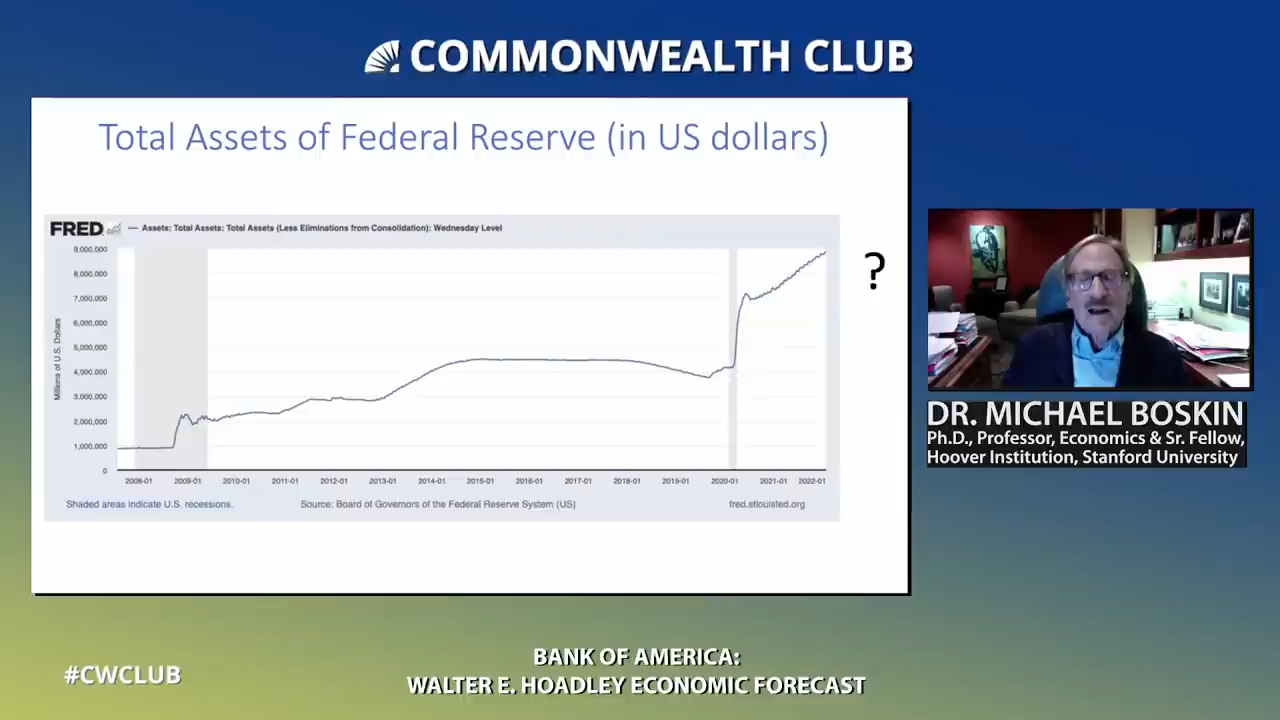 COMMONWEALTH CLUB
Total Assets of Federal Reserve (in US dollars)
FRED
Assets: Total Assets: Total Assets (Less Eliminations from Consolidation): Wednesday Level
Millions of U.S. Dollars
9,000,000
8,000,000
7,000,000
6,000,000
5,000,000
4,000,000
3,000,000
2,000,000
1,000,000
0
2008-01 2009-01 2010-01 2011-01 2012-01 2013-01 2014-01 2015-01 2016-01 2017-01 2018-01 2019-01 2020-01 2021-01 2022-01
Shaded areas indicate U.S. recessions. Source: Board of Governors of the Federal Reserve System (US) fred.stlouisfed.org
?
DR. MICHAEL BOSKIN
Ph.D., Professor, Economics & Sr. Fellow,
Hoover Institution, Stanford University
#CWCLUB
BANK OF AMERICA:
WALTER E. HOADLEY ECONOMIC FORECAST